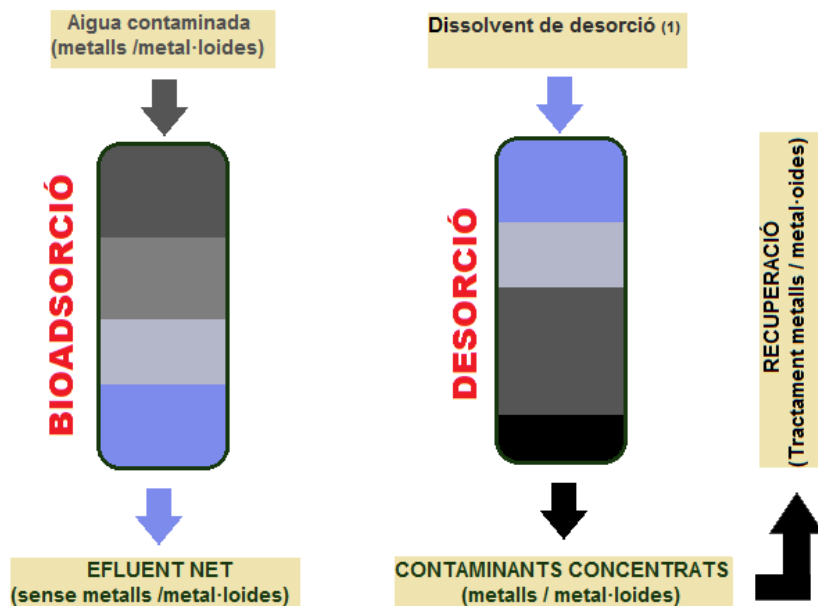 Aigua contaminada
(metalls /metal·loides)
BIOADSORCIÓ
EFLUENT NET
(sense metalls /metal·loides)
Dissolvent de desorció (1)
DESORCIÓ
CONTAMINANTS CONCENTRATS
(metalls / metal·loides)
RECUPERACIÓ
(Tractament metalls / metal·oides)